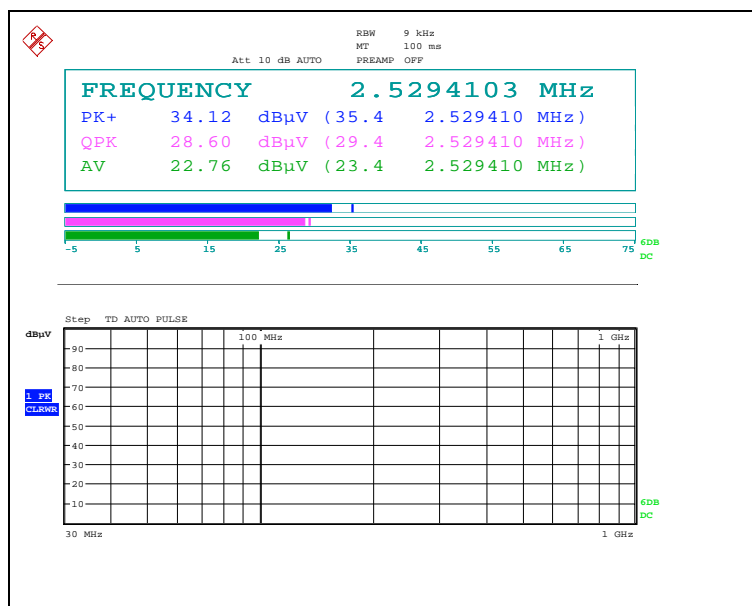 R S
RBW 9 kHz
MT 100 ms
Att 10 dB AUTO PREAMP OFF
FREQUENCY 2.5294103 MHz
PK+ 34.12 dBµV (35.4 2.529410 MHz)
QPK 28.60 dBµV (29.4 2.529410 MHz)
AV 22.76 dBµV (23.4 2.529410 MHz)
-5 5 15 25 35 45 55 65 75
6DB
DC
Step TD AUTO PULSE
dBµV
100 MHz 1 GHz
90
80
70
1 PK
CLRWR
60
50
40
30
20
10
6DB
DC
30 MHz 1 GHz